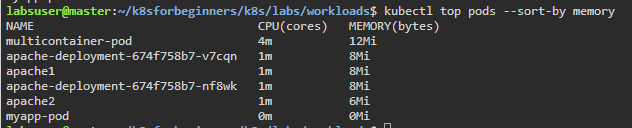 labsuser@master:~/k8sforbeginners/k8s/labs/workloads$ kubectl top pods --sort-by memory
NAME CPU(cores) MEMORY(bytes)
multicontainer-pod 4m 12Mi
apache-deployment-674f758b7-v7cqn 1m 8Mi
apache1 1m 8Mi
apache-deployment-674f758b7-nf8wk 1m 8Mi
apache2 1m 6Mi
myapp-pod 0m 0Mi